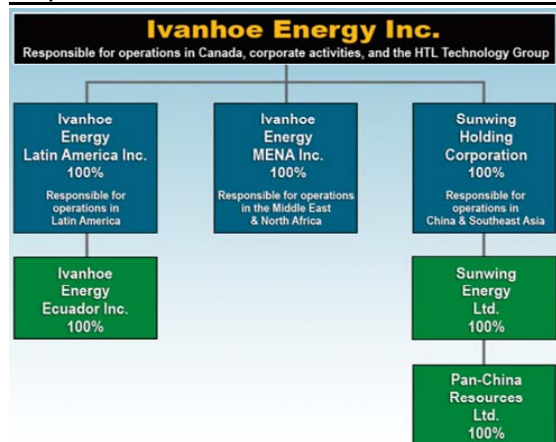 Ivanhoe Energy Inc.
Responsible for operations in Canada, corporate activities, and the HTL Technology Group
Ivanhoe
Energy
Latin America Inc.
100%
Responsible for
operations in
Latin America
Ivanhoe
Energy
MENA Inc.
100%
Responsible for operations
in the Middle East
& North Africa
Sunwing
Holding
Corporation
100%
Responsible for
operations in
China & Southeast Asia
Ivanhoe
Energy
Ecuador Inc.
100%
Sunwing
Energy
Ltd.
100%
Pan-China
Resources
Ltd.
100%